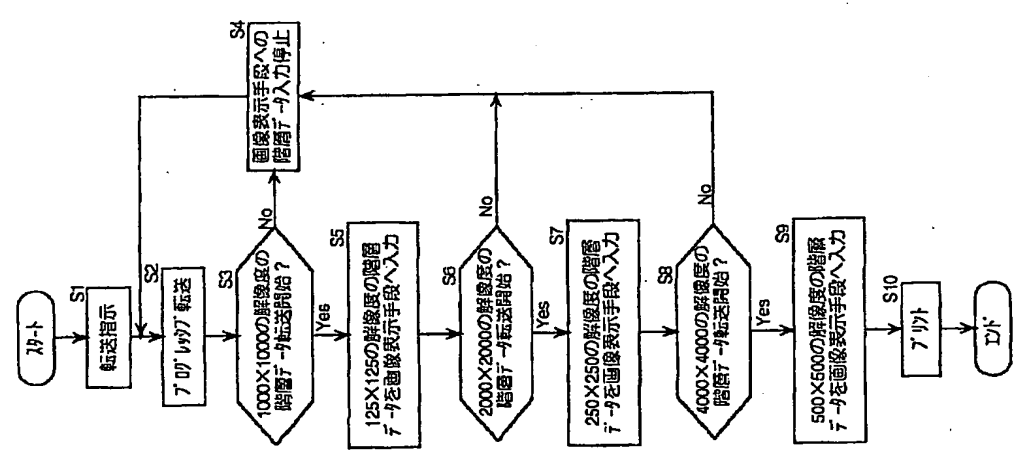 スタート
S1
転送指示
S2
プログレッシブ転送
S3
1000×1000の解像度の
階層データ転送開始？
No
Yes
S4
画像表示手段への
階層データ入力停止
S5
125×125の解像度の階層
データを画像表示手段へ入力
S6
2000×2000の解像度の
階層データ転送開始？
No
Yes
S7
250×250の解像度の階層
データを画像表示手段へ入力
S8
4000×4000の解像度の
階層データ転送開始？
No
Yes
S9
500×500の解像度の階層
データを画像表示手段へ入力
S10
プリント
エンド